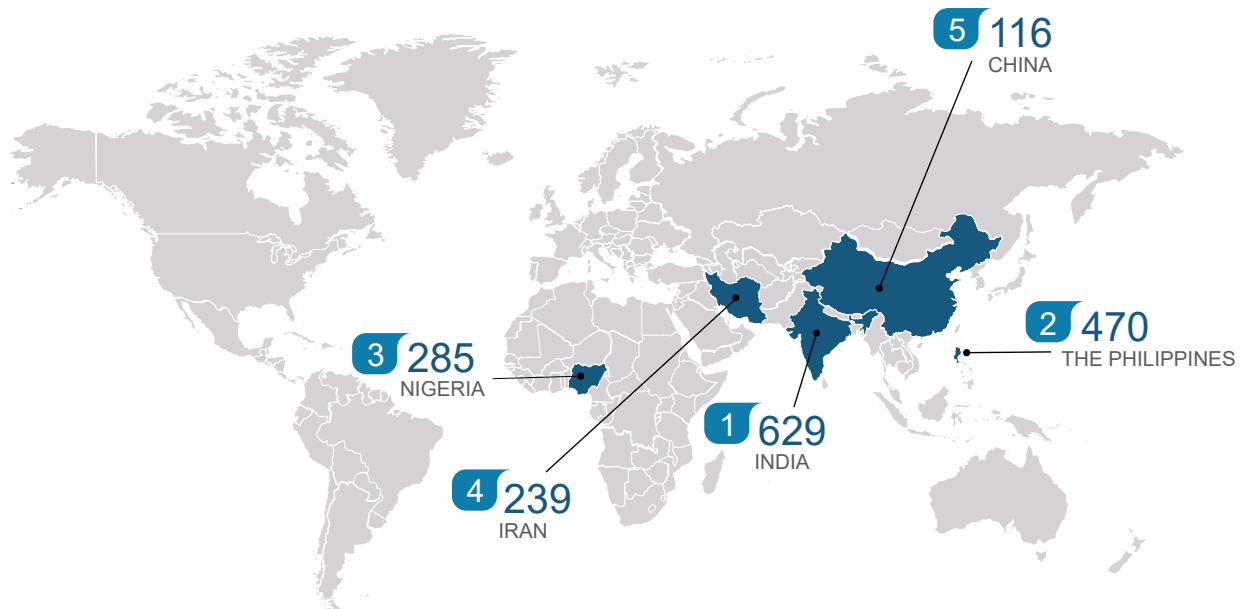 5 116
CHINA
2 470
THE PHILIPPINES
3 285
NIGERIA
1 629
INDIA
4 239
IRAN